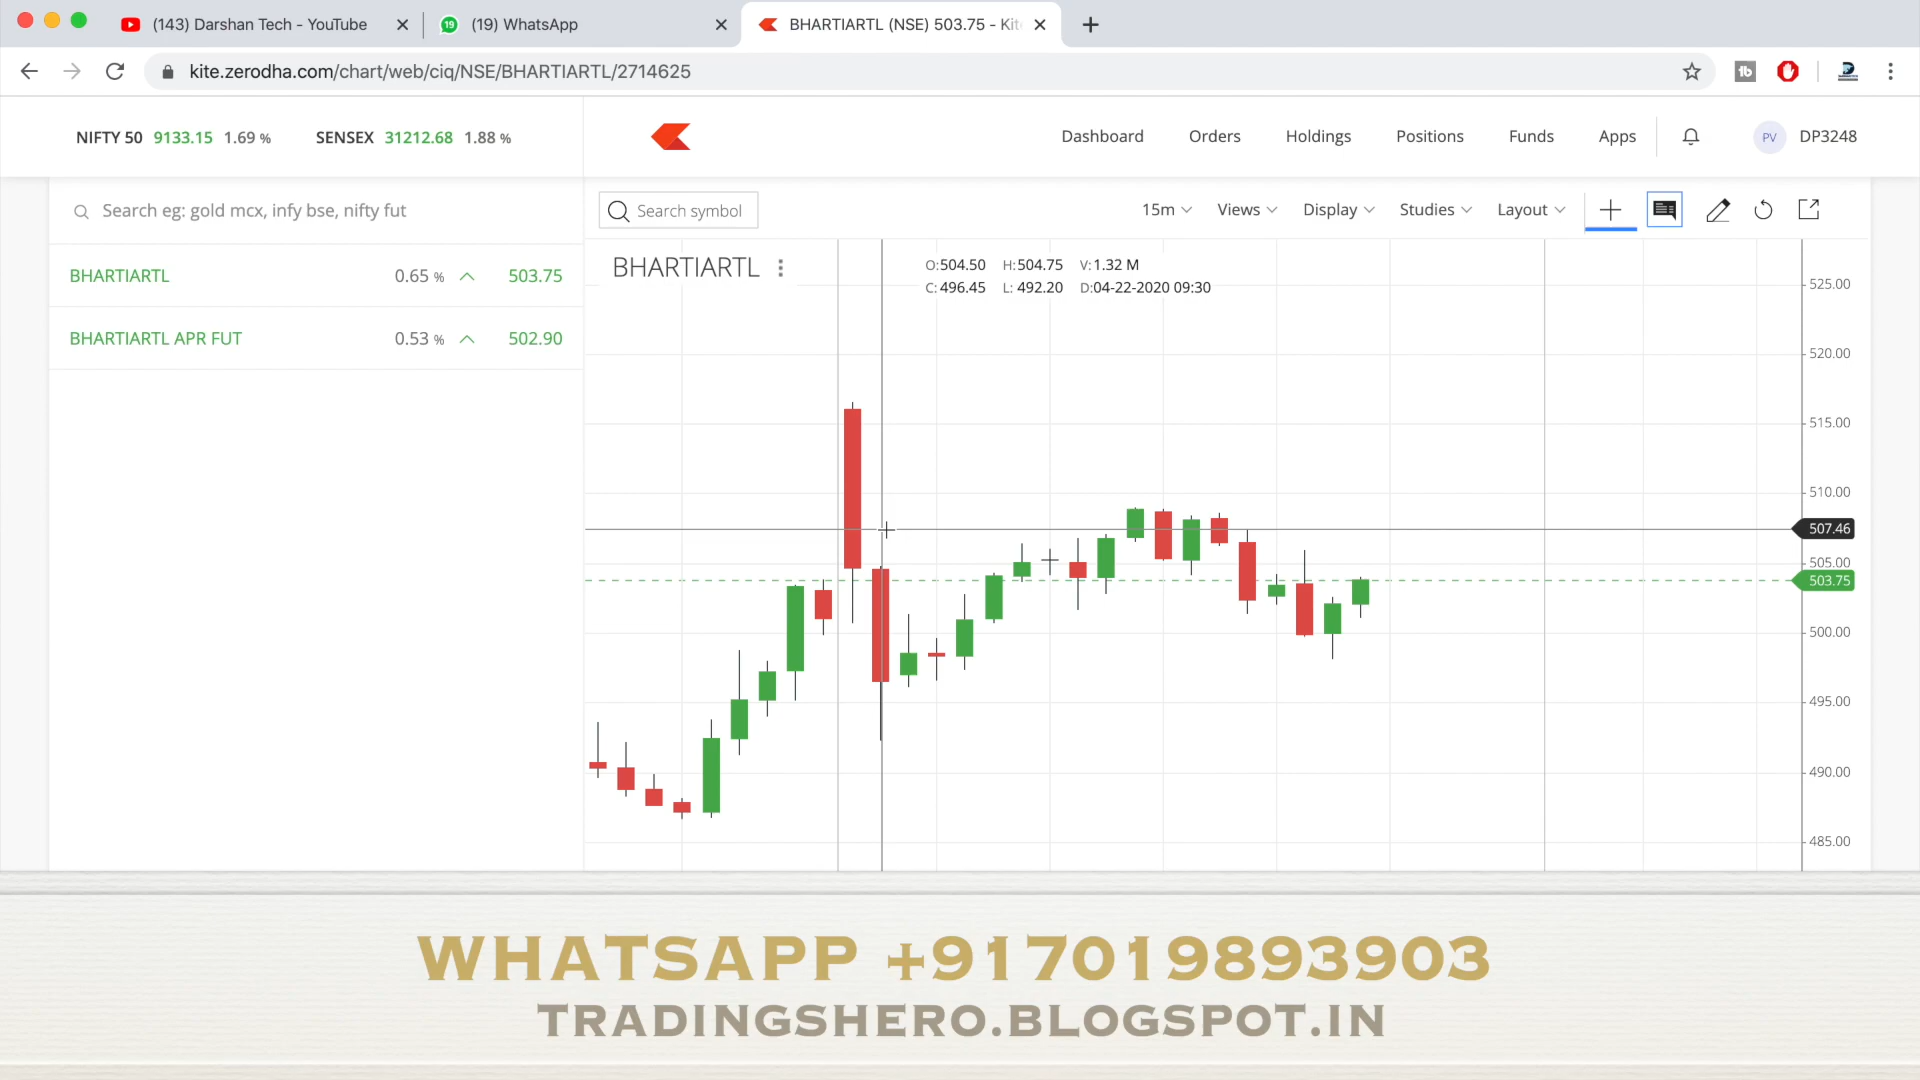 (143) Darshan Tech - YouTube
19
(19) WhatsApp
BHARTIARTL (NSE) 503.75 - Kit
kite.zerodha.com/chart/web/ciq/NSE/BHARTIARTL/2714625
tb
NIFTY 50 9133.15 1.69 %
SENSEX 31212.68 1.88 %
Dashboard
Orders
Holdings
Positions
Funds
Apps
PV
DP3248
Search eg: gold mcx, infy bse, nifty fut
BHARTIARTL 0.65 % 503.75
BHARTIARTL APR FUT 0.53 % 502.90
Search symbol
15m
Views
Display
Studies
Layout
BHARTIARTL
O:504.50 H:504.75 V:1.32 M
C: 496.45 L: 492.20 D:04-22-2020 09:30
525.00
520.00
515.00
510.00
507.46
505.00
503.75
500.00
495.00
490.00
485.00
WHATSAPP +917019893903
TRADINGSHERO.BLOGSPOT.IN